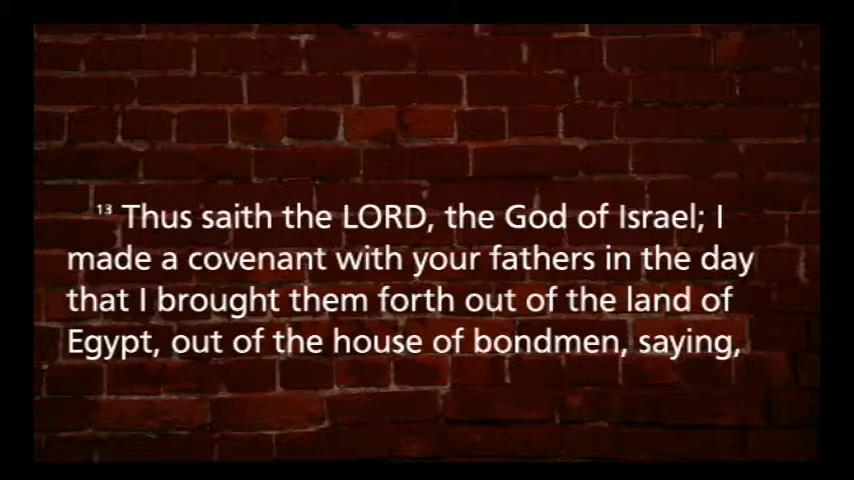 13 Thus saith the LORD, the God of Israel; I
made a covenant with your fathers in the day
that I brought them forth out of the land of
Egypt, out of the house of bondmen, saying,